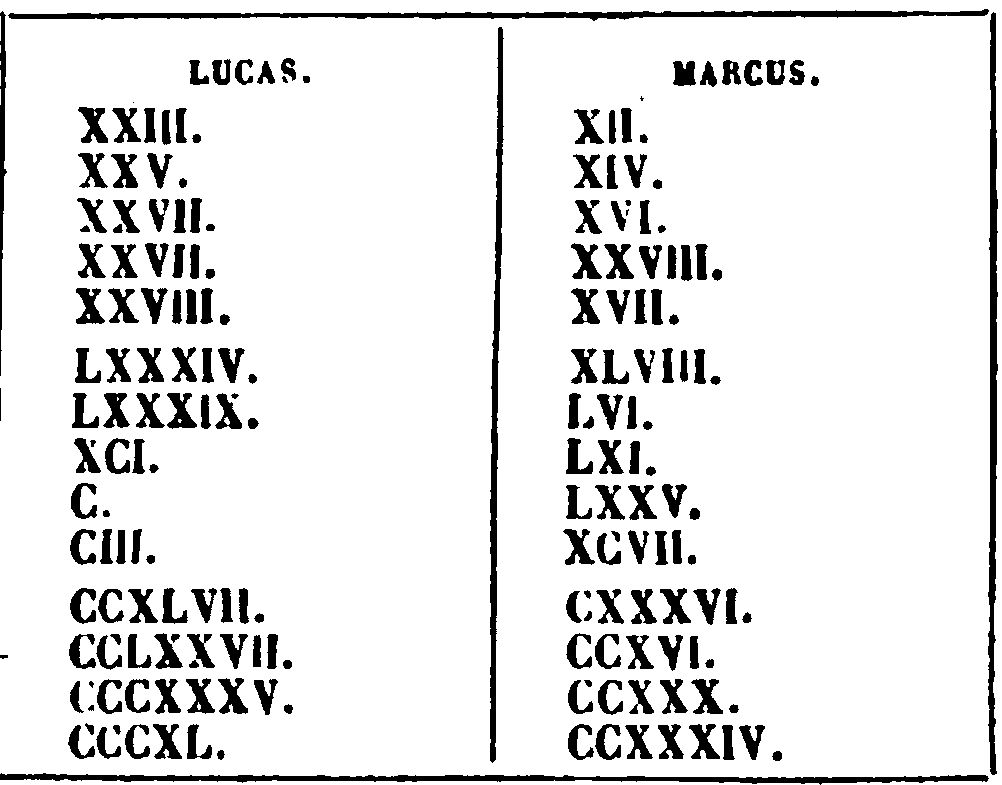 LUCAS. MARCUS.
XXIII. XII.
XXV. XIV.
XXVII. XVI.
XXVII. XXVIII.
XXVIII. XVII.
LXXXIV. XLVIII.
LXXXIX. LVI.
XCI. LXI.
C. LXXV.
CIII. XCVII.
CCXLVII. CXXXVI.
CCLXXVII. CCXVI.
CCCXXXV. CCXXX.
CCCXL. CCXXXIV.